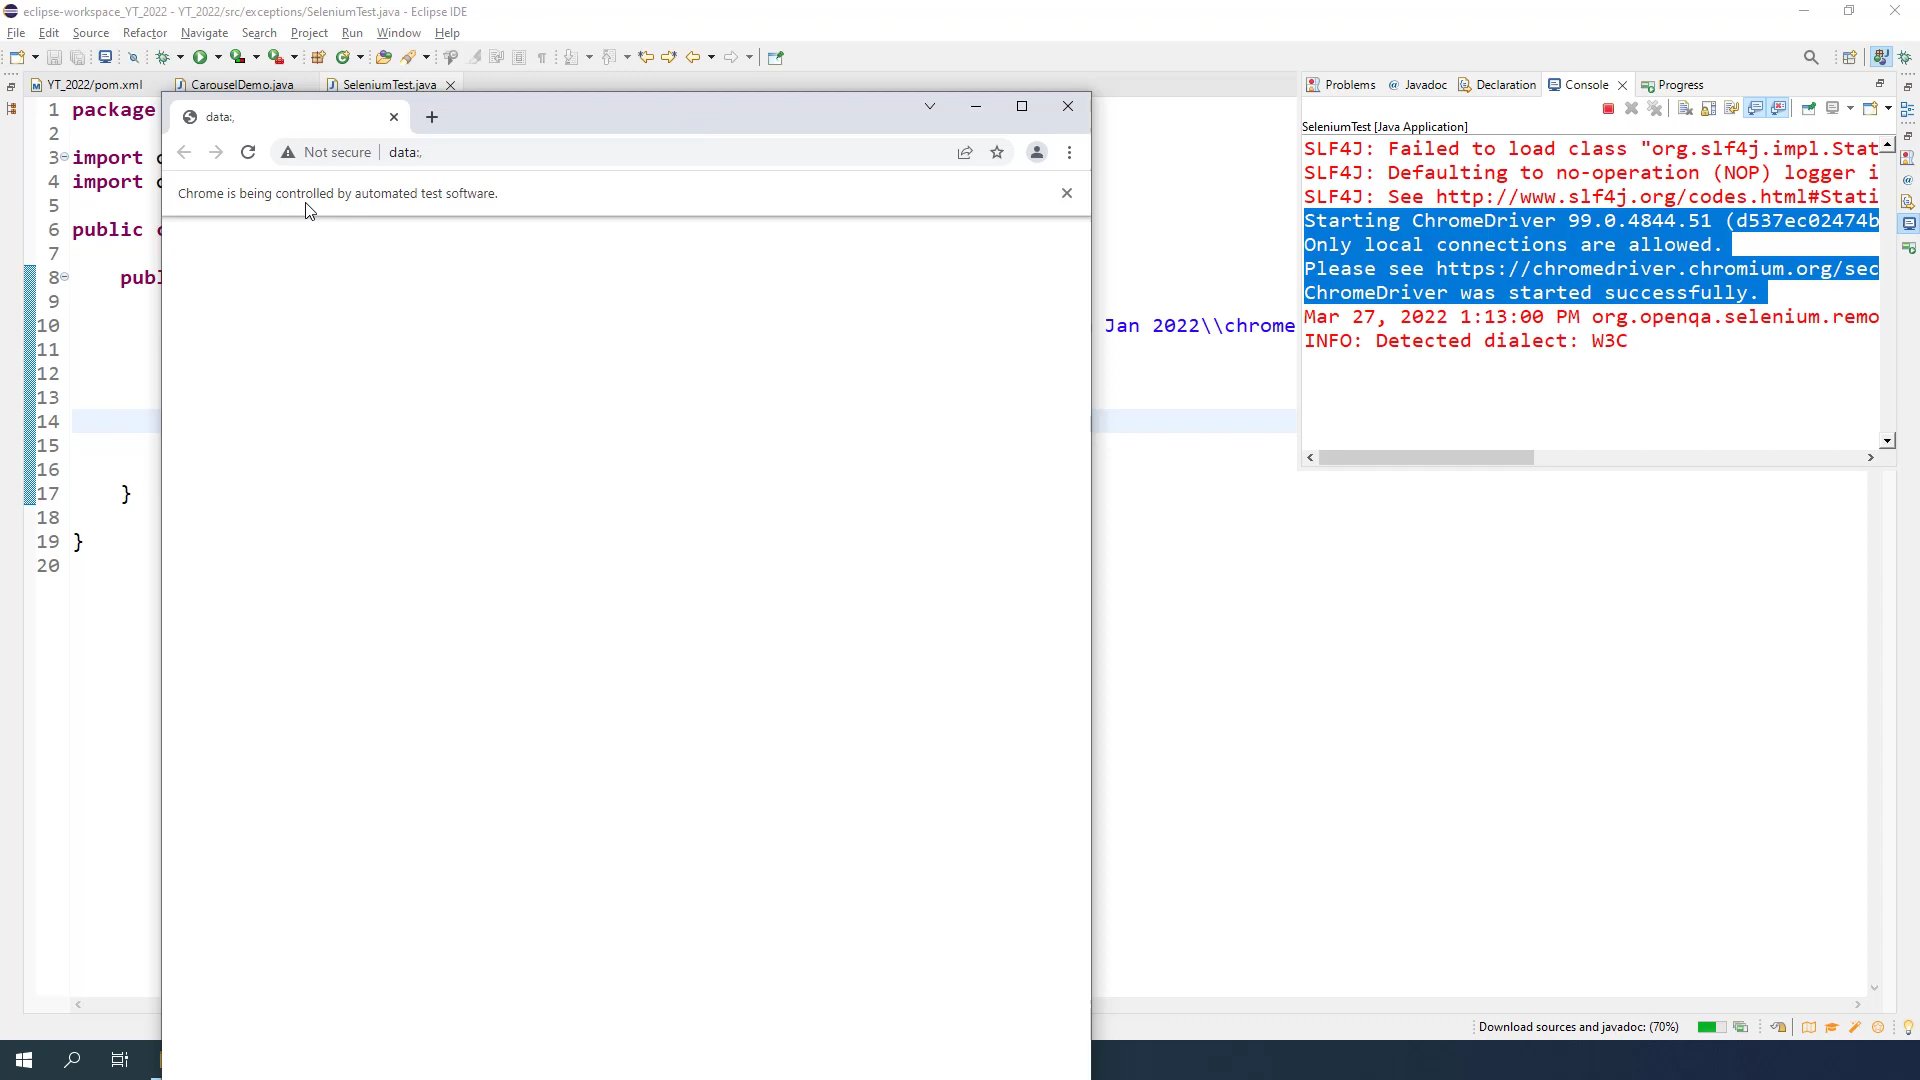 eclipse-workspace_YT_2022 - YT_2022/src/exceptions/SeleniumTest.java - Eclipse IDE
File Edit Source Refactor Navigate Search Project Run Window Help
YT_2022/pom.xml CarouselDemo.java SeleniumTest.java
1 package
2
3 import
4 import
5
6 public
7
8
9
10 Jan 2022\\chrome
11
12
13
14
15
16
17 }
18
19 }
20
data:,
Not secure data:,
Chrome is being controlled by automated test software.
Problems Javadoc Declaration Console Progress
SeleniumTest [Java Application]
SLF4J: Failed to load class "org.slf4j.impl.Stat
SLF4J: Defaulting to no-operation (NOP) logger i
SLF4J: See http://www.slf4j.org/codes.html#Stati
Starting ChromeDriver 99.0.4844.51 (d537ec02474b
Only local connections are allowed.
Please see https://chromedriver.chromium.org/sec
ChromeDriver was started successfully.
Mar 27, 2022 1:13:00 PM org.openqa.selenium.remo
INFO: Detected dialect: W3C
Download sources and javadoc: (70%)